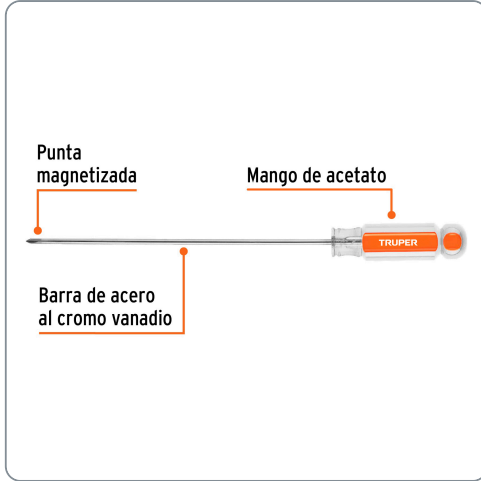 Punta
magnetizada
Mango de acetato
TRUPER
Barra de acero
al cromo vanadio